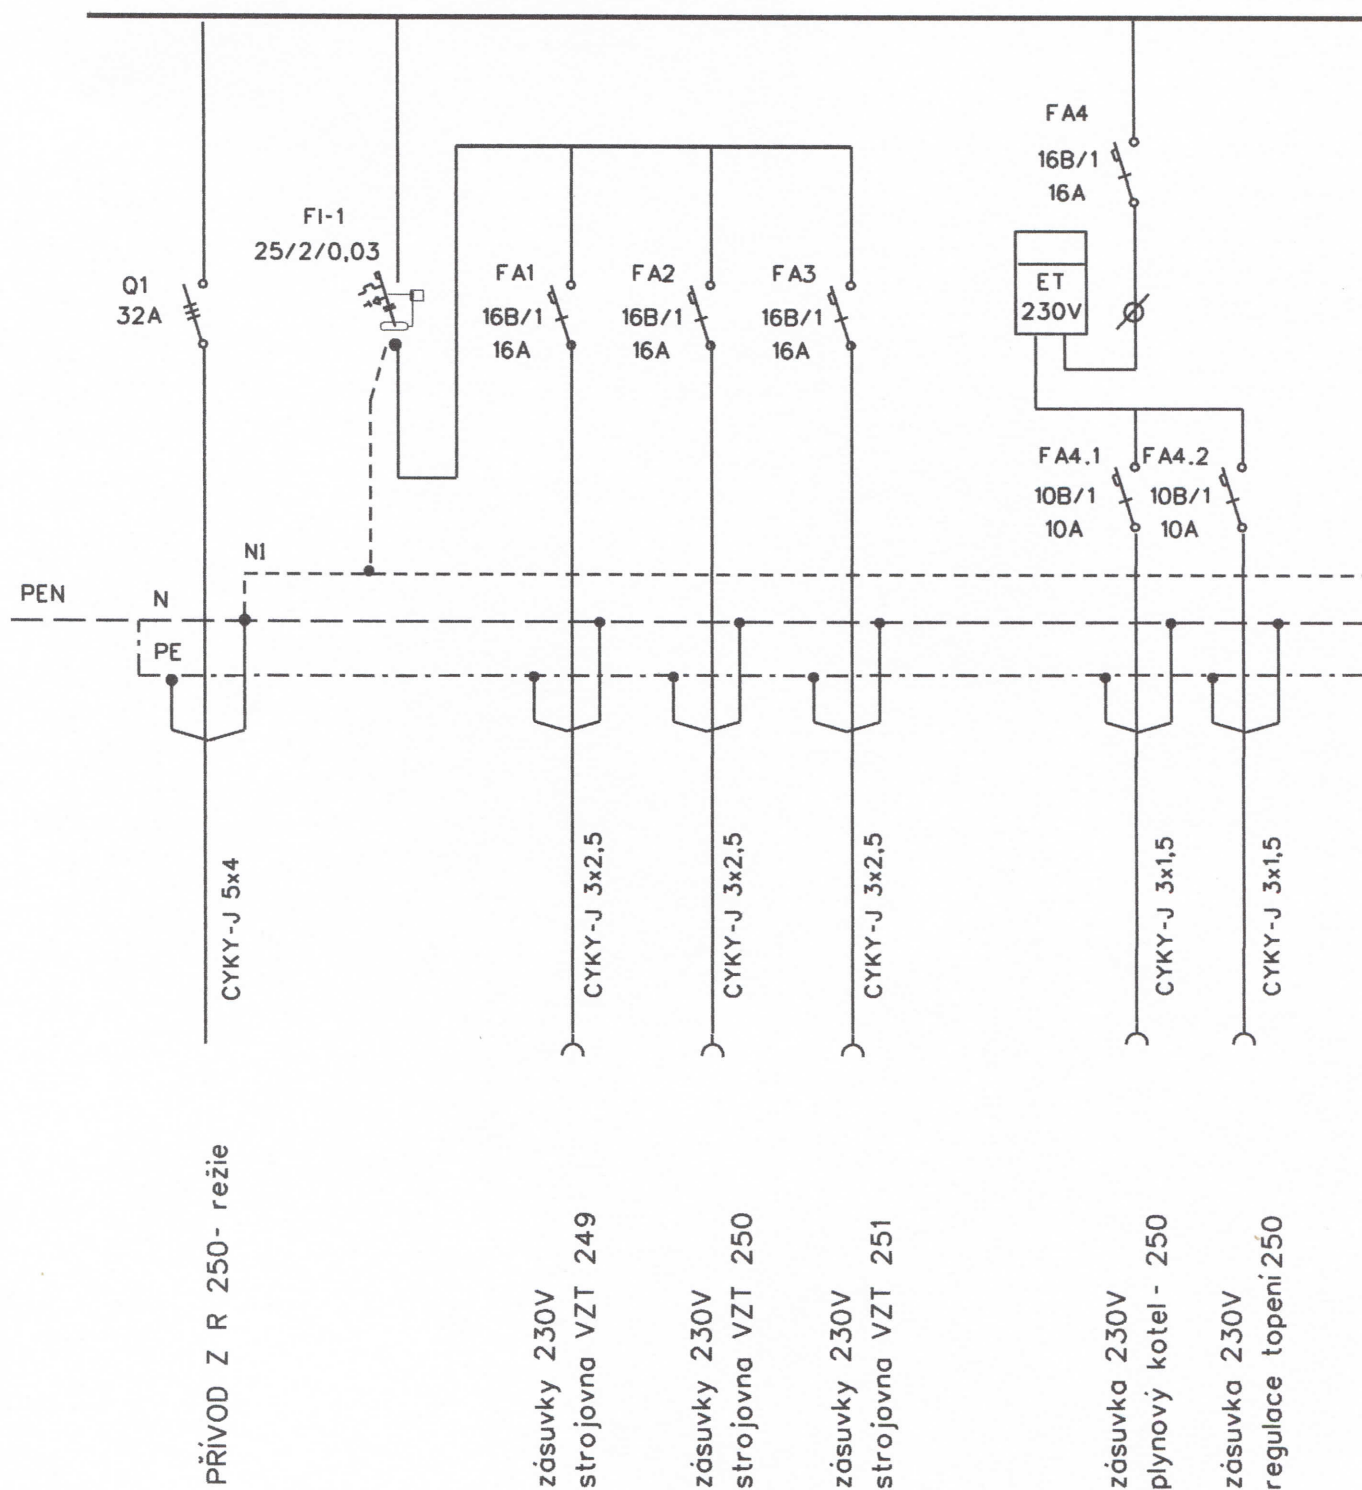 FA4
16B/1
16A
FI-1
25/2/0,03
Q1
32A
FA1
16B/1
16A
FA2
16B/1
16A
FA3
16B/1
16A
ET
230V
FA4.1
10B/1
10A
FA4.2
10B/1
10A
N1
PEN
N
PE
CYKY-J 5x4
CYKY-J 3x2,5
CYKY-J 3x2,5
CYKY-J 3x2,5
CYKY-J 3x1,5
CYKY-J 3x1,5
PŘÍVOD Z R 250- režie
zásuvky 230V
strojovna VZT 249
zásuvky 230V
strojovna VZT 250
zásuvky 230V
strojovna VZT 251
zásuvka 230V
plynový kotel - 250
zásuvka 230V
regulace topení 250